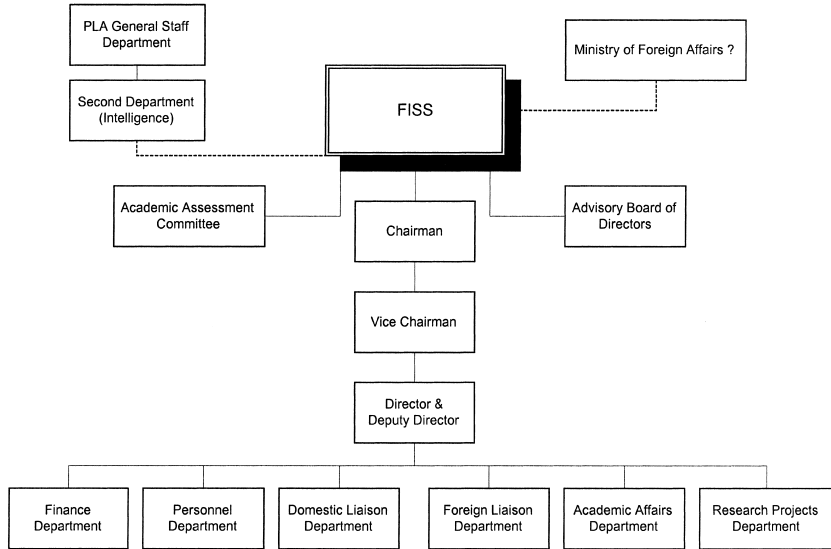 PLA General Staff
Department
Ministry of Foreign Affairs ?
Second Department
(Intelligence)
FISS
Academic Assessment
Committee
Chairman
Advisory Board of
Directors
Vice Chairman
Director &
Deputy Director
Finance
Department
Personnel
Department
Domestic Liaison
Department
Foreign Liaison
Department
Academic Affairs
Department
Research Projects
Department